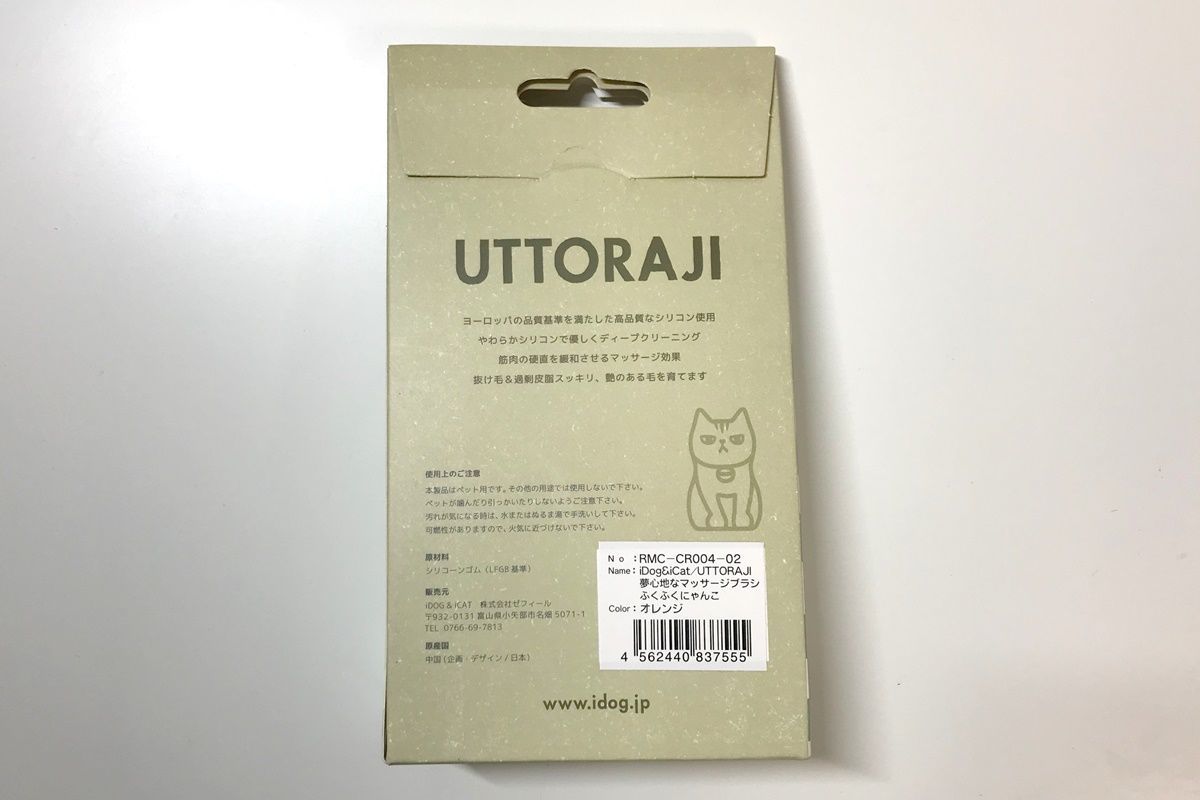 UTTORAJI
ヨーロッパの品質基準を満たした高品質なシリコン使用
やわらかシリコンで優しくディープクリーニング
筋肉の硬直を緩和させるマッサージ効果
抜け毛&過剰皮脂スッキリ、艶のある毛を育てます
使用上のご注意
本製品はペット用です。その他の用途では使用しないで下さい。
ペットが噛んだり引っかいたりしないようご注意下さい。
汚れが気になる時は、水またはぬるま湯で手洗いして下さい。
可燃性がありますので、火気に近づけないで下さい。
原材料
シリコーンゴム(LFGB基準)
販売元
iDOG & ICAT 株式会社ゼフィール
〒932-0131 富山県小矢部市名畑 5071-1
TEL 0766-69-7813
原産国
中国(企画・デザイン/日本)
No:RMC-CR004-02
Name:iDog&iCat/UTTORAJI
夢心地なマッサージブラシ
ふくふくにゃんこ
Color:オレンジ
4 562440 837555
www.idog.jp